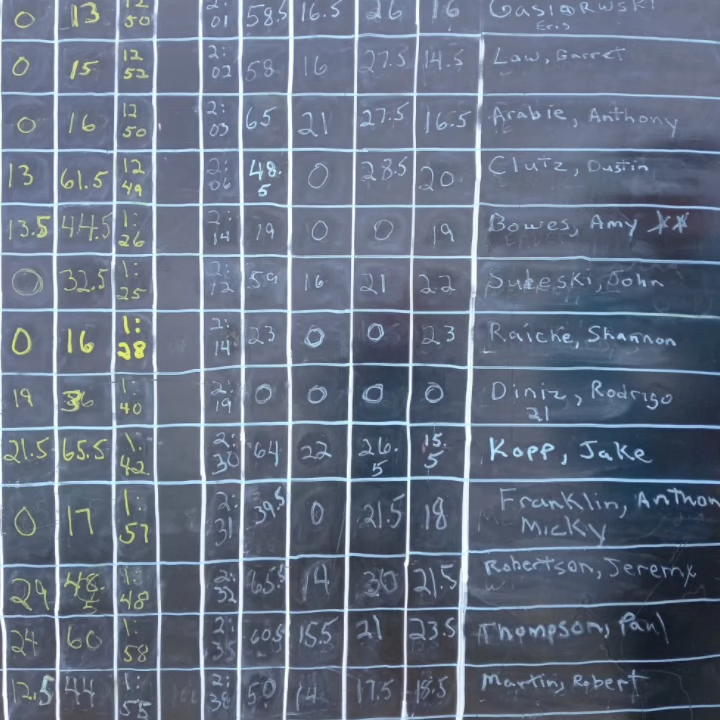 0 13 12 50 2: 01 58.5 16.5 26 16
0 15 12 52 2: 02 58 16 27.5 14.5 Law, Garret
0 16 12 50 2: 03 65 21 27.5 16.5 Arabie, Anthony
13 61.5 12 49 2: 06 48.5 0 28.5 20 Clutz, Dustin
13.5 44.5 1: 26 2: 14 19 0 0 19 Bowes, Amy **
0 32.5 1: 25 2: 12 59 16 21 22 Suleski, John
0 16 1: 28 2: 14 23 0 0 23 Raiche, Shannon
19 36 1: 40 2: 19 0 0 0 0 Diniz, Rodrigo
21
21.5 65.5 1: 42 2: 30 64 22 26.5 15.5 Kopp, Jake
0 17 1: 57 2: 31 39.5 0 21.5 18 Franklin, Anthon
Micky
29 48.5 1: 48 2: 32 65.5 14 30 21.5 Robertson, Jeremy
24 60 1: 58 2: 35 60.5 15.5 21 23.5 Thompson, Paul
12.5 44 1: 55 2: 38 50 14 17.5 18.5 Martin, Robert